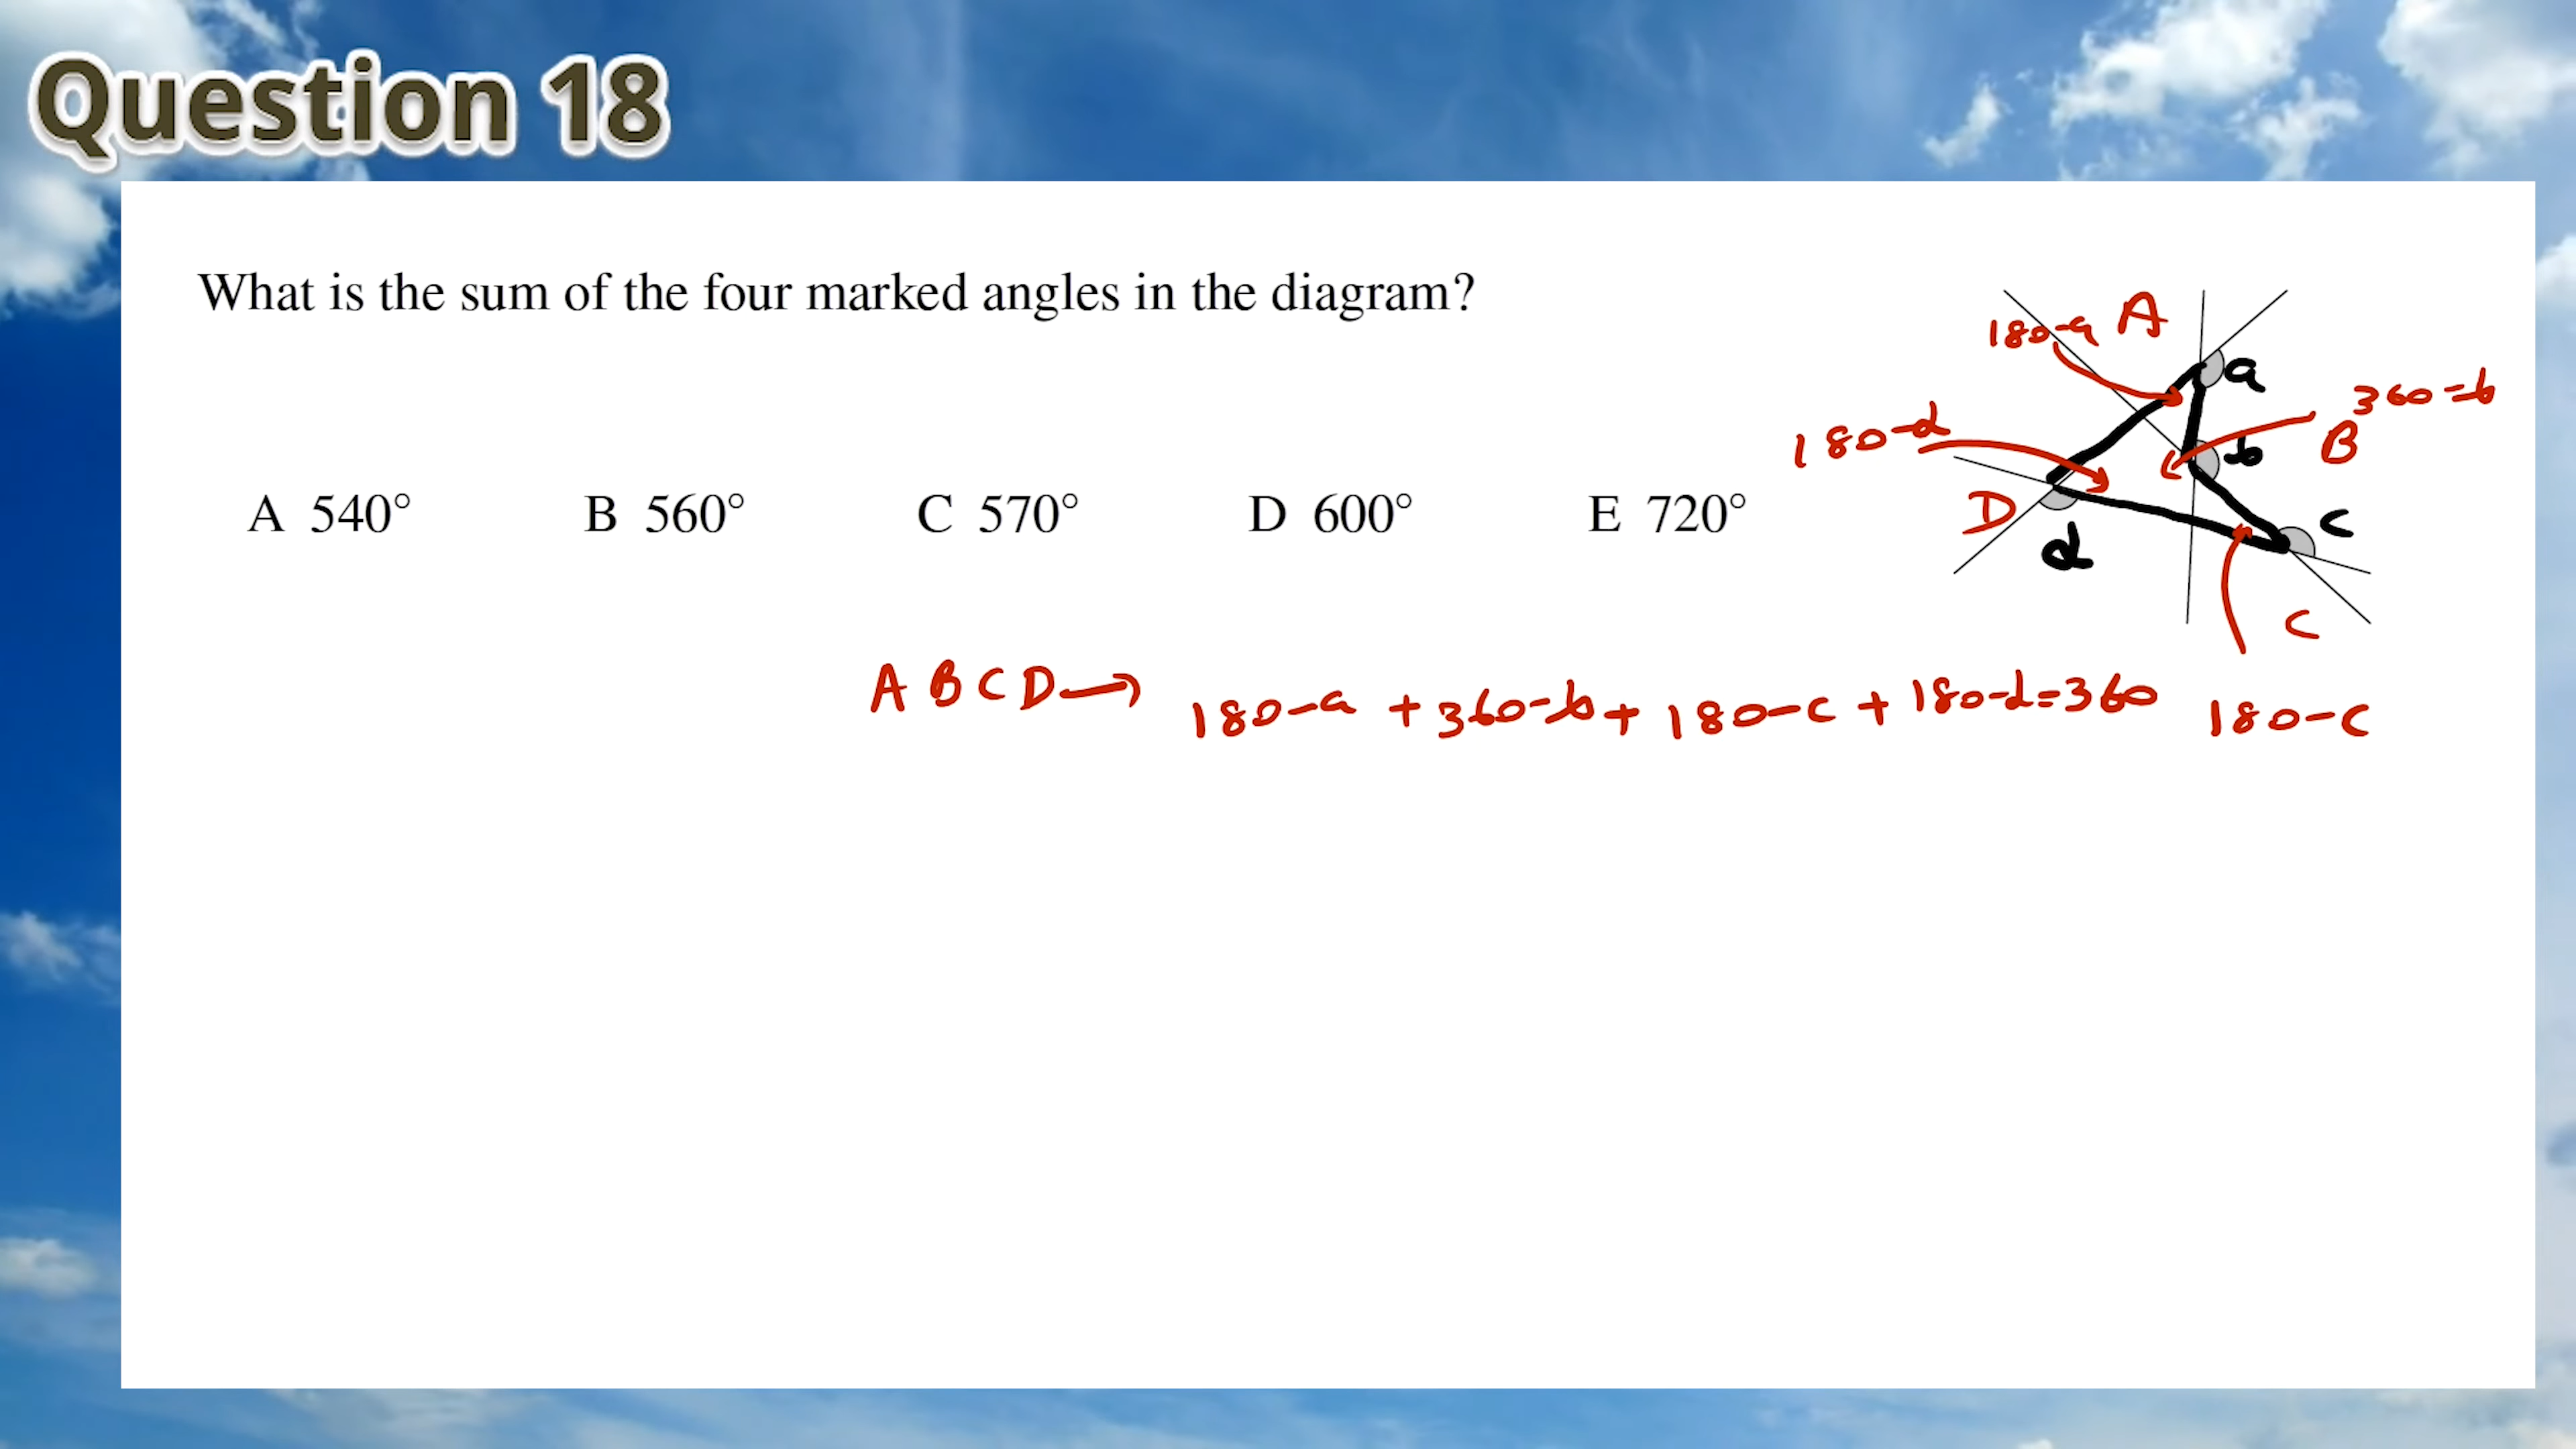 Question 18
What is the sum of the four marked angles in the diagram?
180-a A
a
360-b
180-d
b
B
A 540°
B 560°
C 570°
D 600°
E 720°
D
c
d
C
A B C D → 180-a + 360-b + 180-c + 180-d=360
180-c